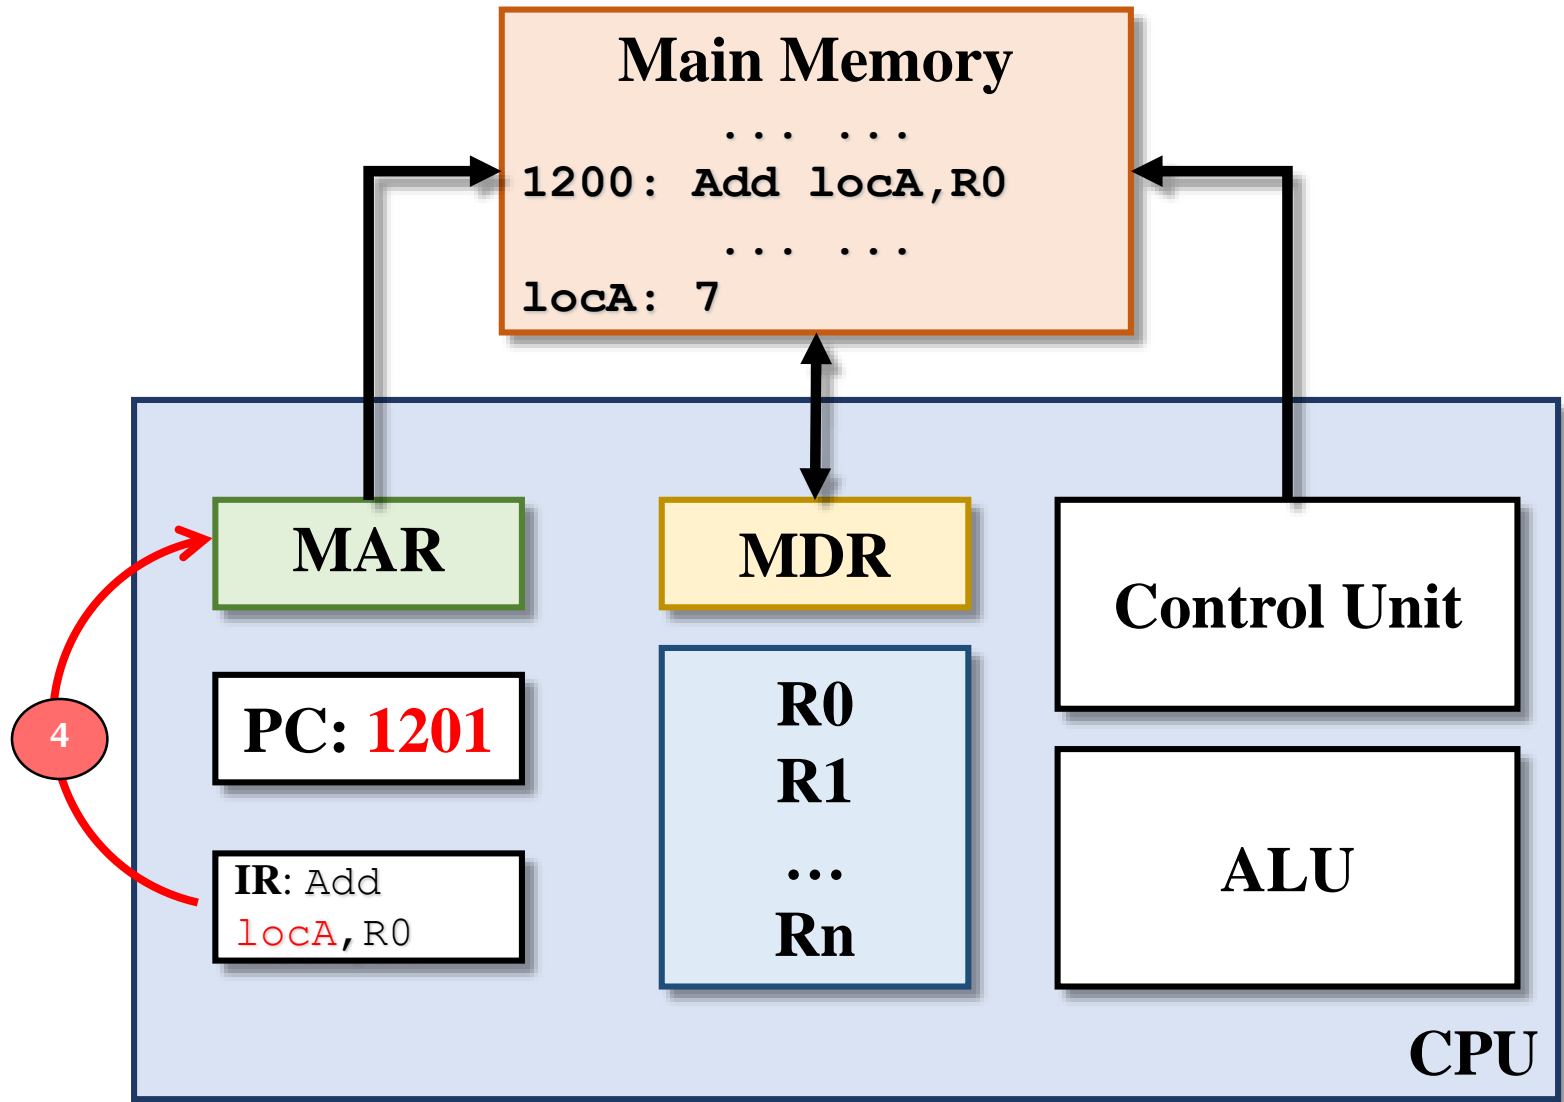 Main Memory
... ...
1200: Add locA,R0
... ...
locA: 7
MAR
MDR
Control Unit
PC: 1201
4
R0
R1
...
Rn
IR: Add
locA,R0
ALU
CPU